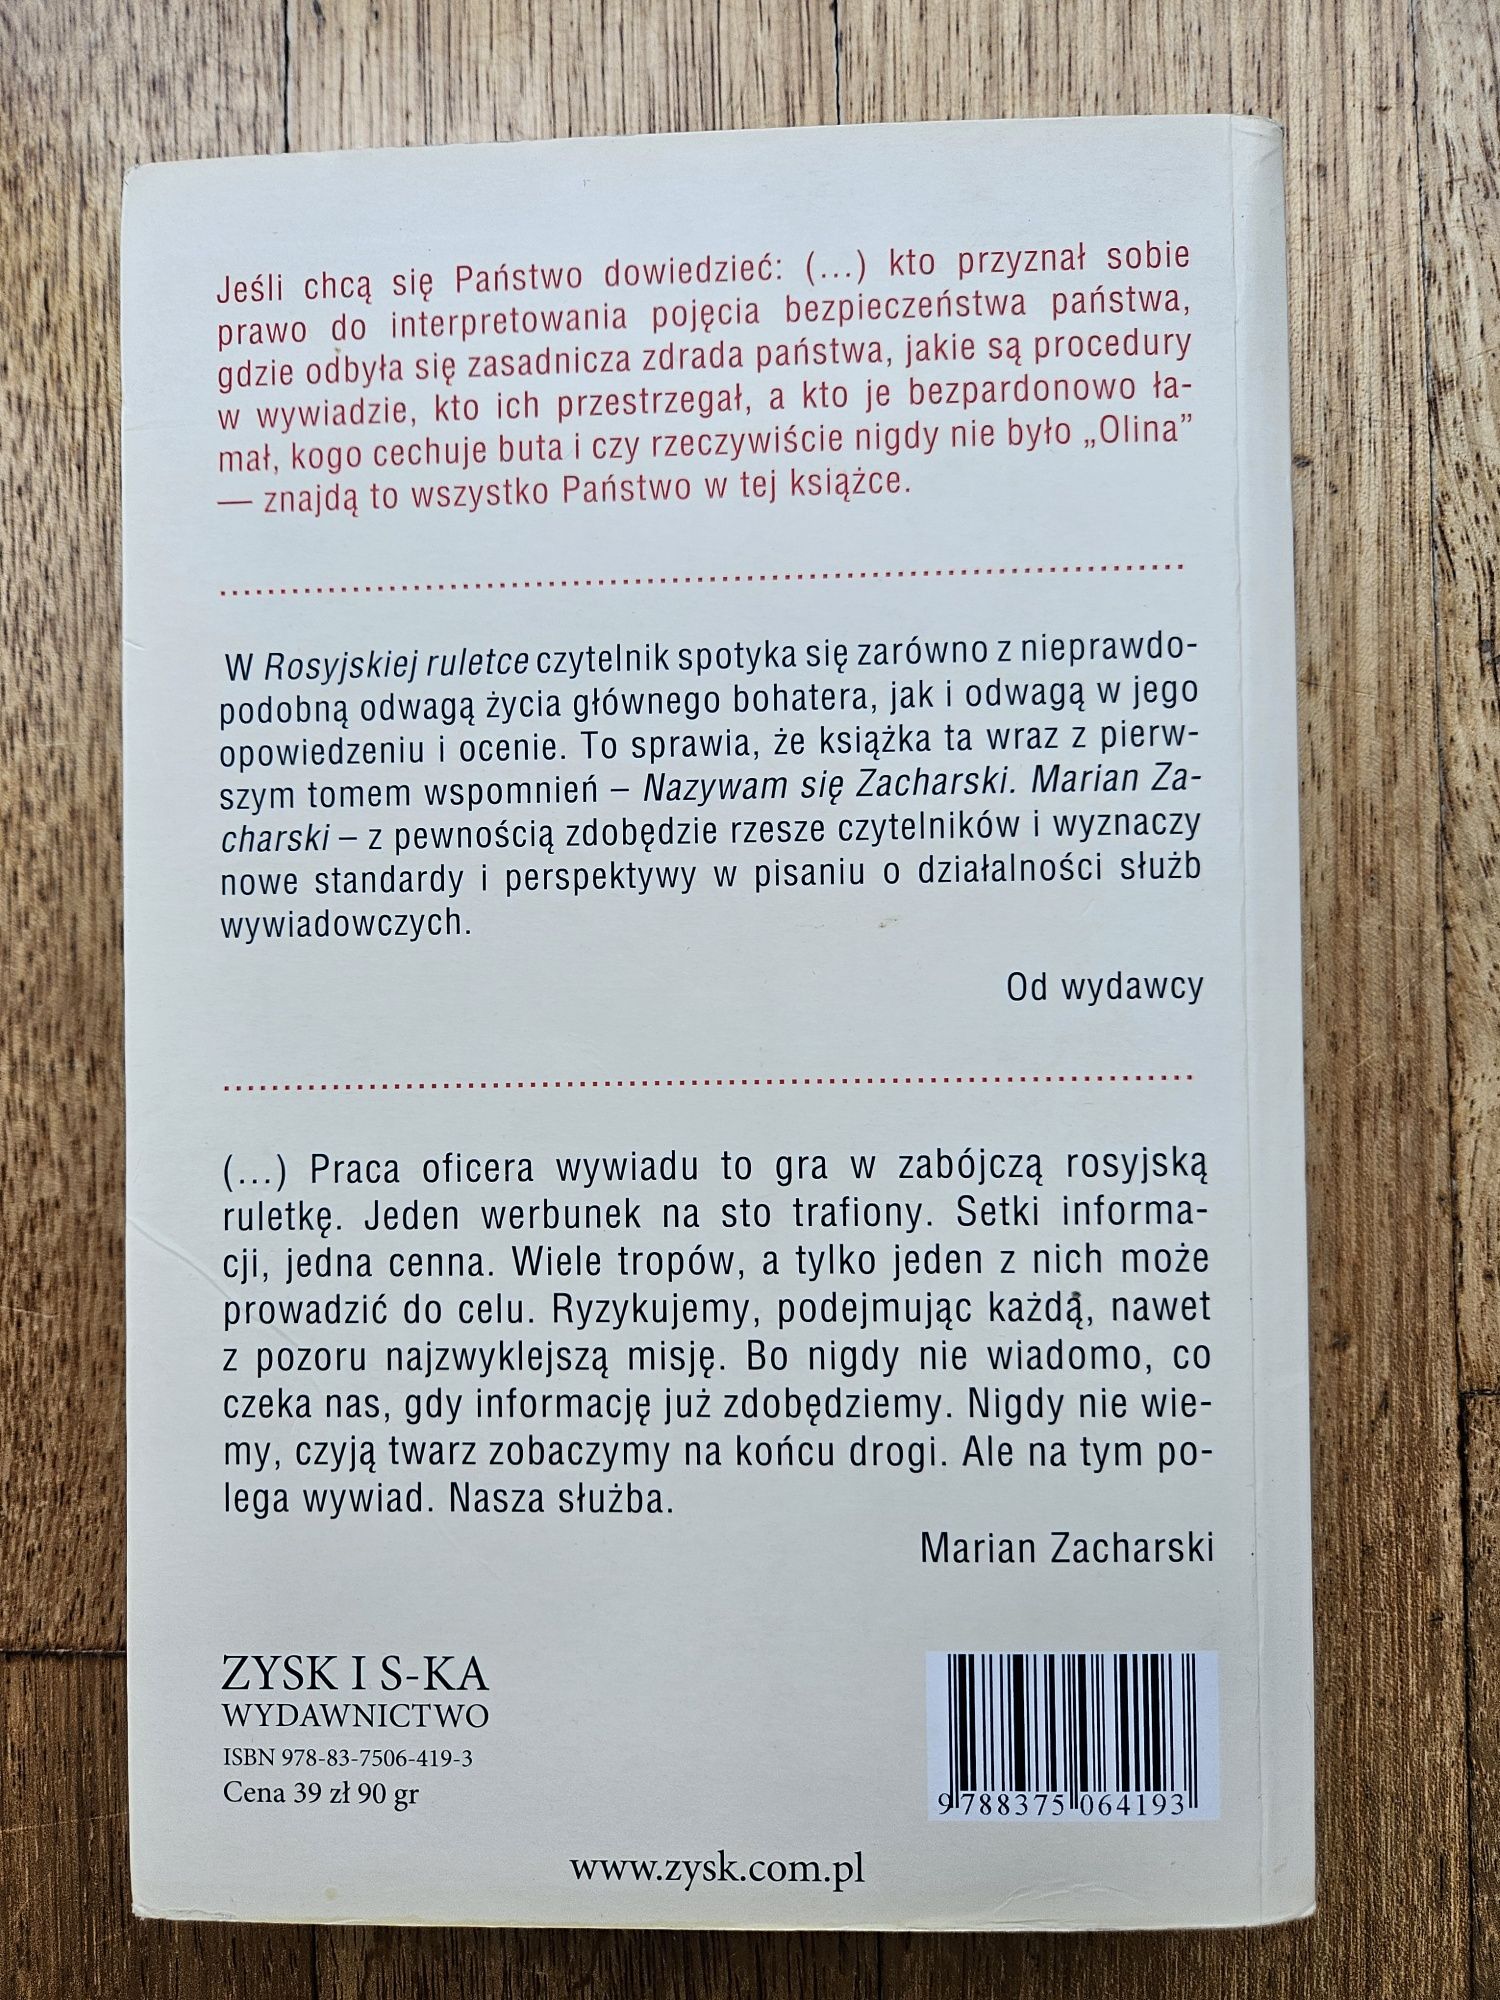 Jeśli chcą się Państwo dowiedzieć: (...) kto przyznał sobie
prawo do interpretowania pojęcia bezpieczeństwa państwa,
gdzie odbyła się zasadnicza zdrada państwa, jakie są procedury
w wywiadzie, kto ich przestrzegał, a kto je bezpardonowo ła-
mał, kogo cechuje buta i czy rzeczywiście nigdy nie było „Olina”
— znajdą to wszystko Państwo w tej książce.
W Rosyjskiej ruletce czytelnik spotyka się zarówno z nieprawdo-
podobną odwagą życia głównego bohatera, jak i odwagą w jego
opowiedzeniu i ocenie. To sprawia, że książka ta wraz z pierw-
szym tomem wspomnień – Nazywam się Zacharski. Marian Za-
charski – z pewnością zdobędzie rzesze czytelników i wyznaczy
nowe standardy i perspektywy w pisaniu o działalności służb
wywiadowczych.
Od wydawcy
(...) Praca oficera wywiadu to gra w zabójczą rosyjską
ruletkę. Jeden werbunek na sto trafiony. Setki informa-
cji, jedna cenna. Wiele tropów, a tylko jeden z nich może
prowadzić do celu. Ryzykujemy, podejmując każdą, nawet
z pozoru najzwyklejszą misję. Bo nigdy nie wiadomo, co
czeka nas, gdy informację już zdobędziemy. Nigdy nie wie-
my, czyją twarz zobaczymy na końcu drogi. Ale na tym po-
lega wywiad. Nasza służba.
Marian Zacharski
ZYSK I S-KA
WYDAWNICTWO
ISBN 978-83-7506-419-3
Cena 39 zł 90 gr
9 788375 064193
www.zysk.com.pl